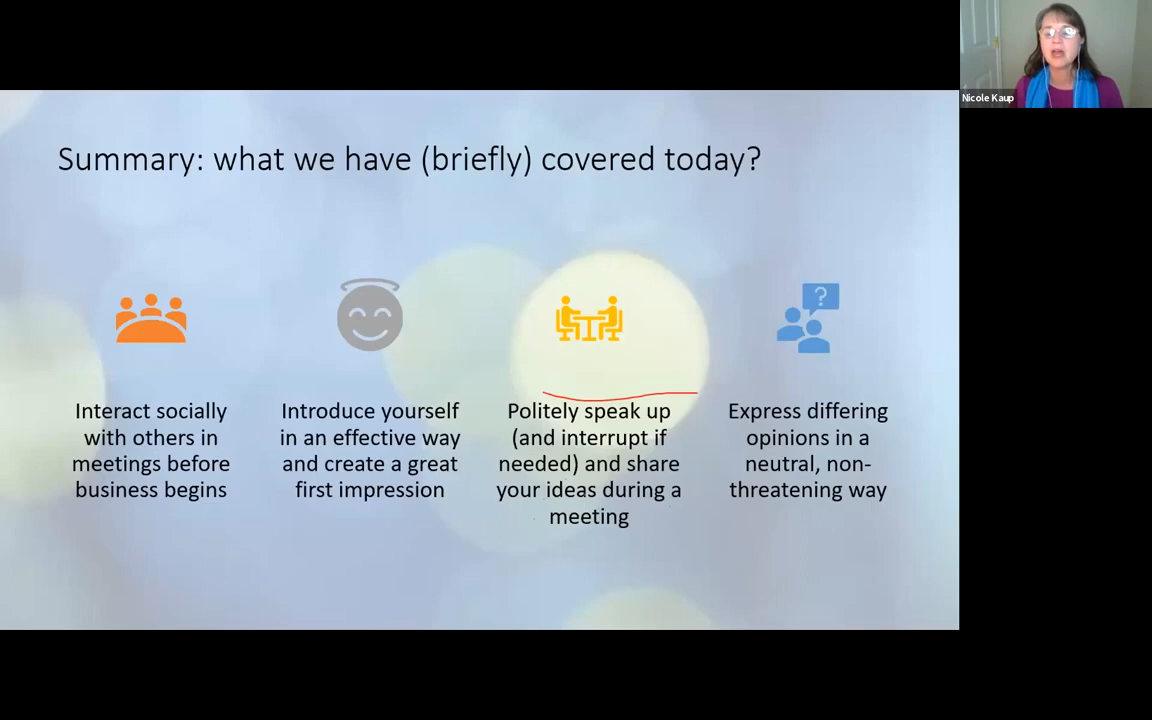 Nicole Kaup
Summary: what we have (briefly) covered today?
?
Interact socially
with others in
meetings before
business begins
Introduce yourself
in an effective way
and create a great
first impression
Politely speak up
(and interrupt if
needed) and share
your ideas during a
meeting
Express differing
opinions in a
neutral, non-
threatening way